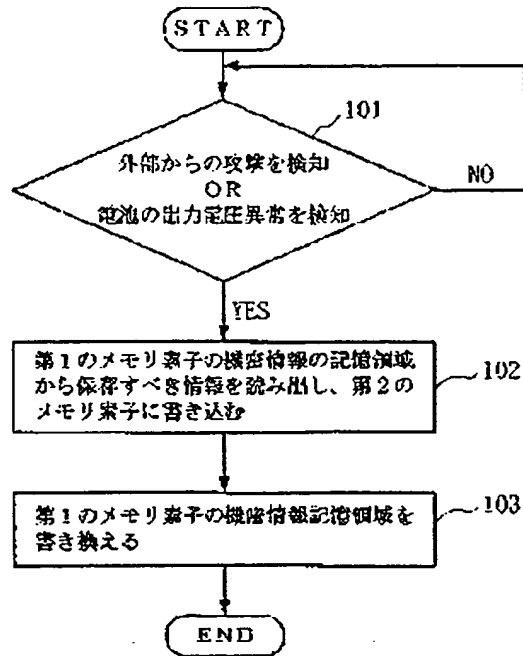 START
101
外部からの攻撃を検知
OR
電池の出力電圧異常を検知
NO
YES
第1のメモリ素子の機密情報の記憶領域
から保存すべき情報を読み出し、第2の
メモリ素子に書き込む
102
第1のメモリ素子の機密情報記憶領域を
書き換える
103
END